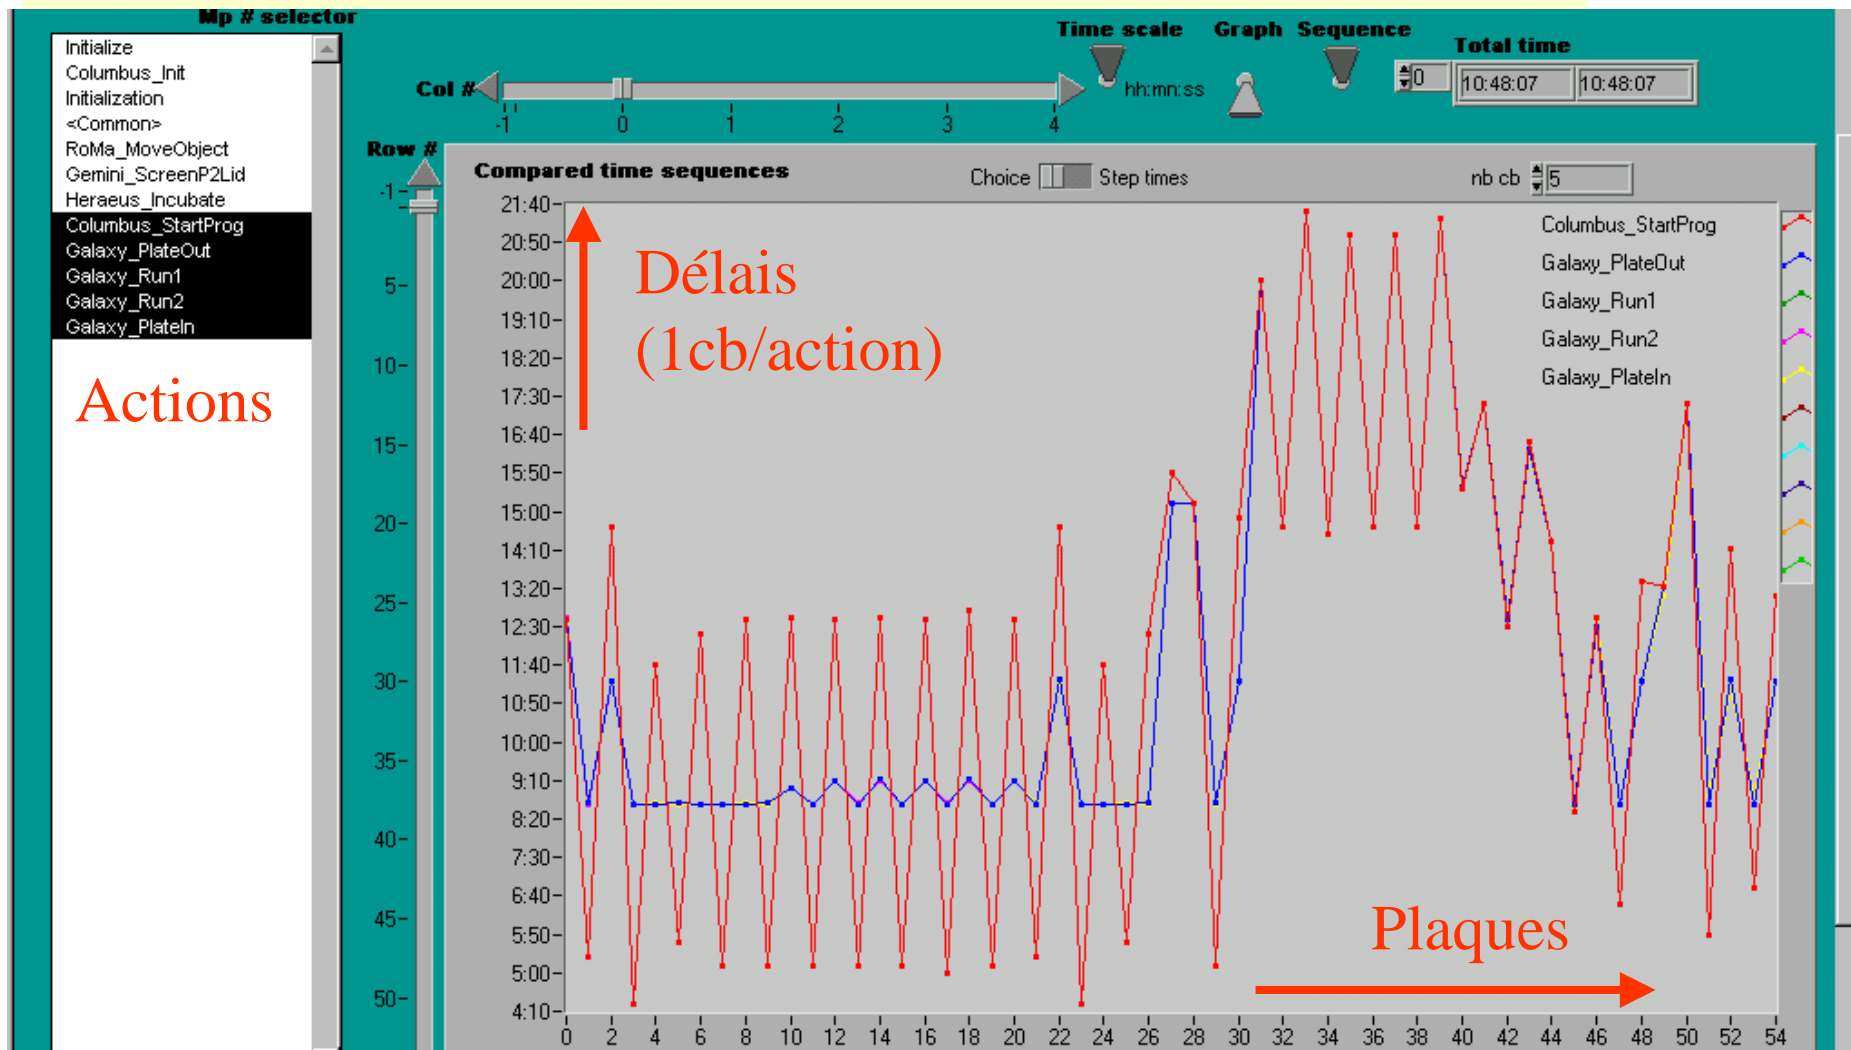 Mp # selector
Initialize
Columbus_Init
Initialization
<Common>
RoMa_MoveObject
Gemini_ScreenP2Lid
Heraeus_Incubate
Columbus_StartProg
Galaxy_PlateOut
Galaxy_Run1
Galaxy_Run2
Galaxy_PlateIn
Actions
Time scale
Graph
Sequence
Total time
Col #
hh:mn:ss
0
10:48:07
10:48:07
-1 0 1 2 3 4
Row #
-1
5
10
15
20
25
30
35
40
45
50
Compared time sequences
Choice
Step times
nb cb
5
21:40
20:50
20:00
19:10
18:20
17:30
16:40
15:50
15:00
14:10
13:20
12:30
11:40
10:50
10:00
9:10
8:20
7:30
6:40
5:50
5:00
4:10
Délais
(1cb/action)
Columbus_StartProg
Galaxy_PlateOut
Galaxy_Run1
Galaxy_Run2
Galaxy_PlateIn
Plaques
0 2 4 6 8 10 12 14 16 18 20 22 24 26 28 30 32 34 36 38 40 42 44 46 48 50 52 54